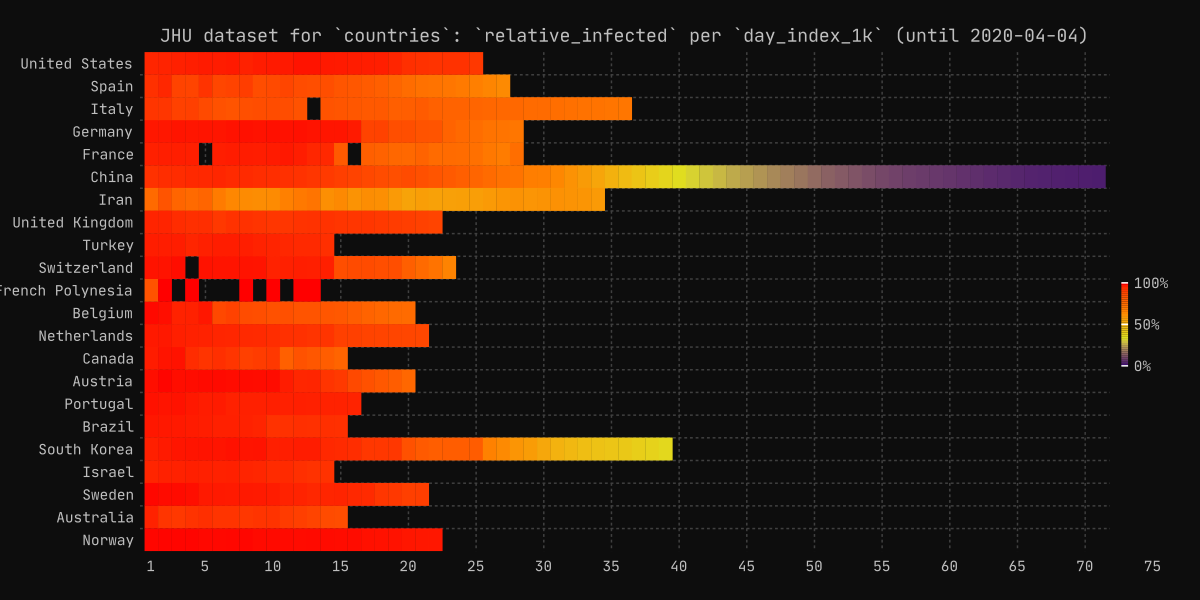 JHU dataset for `countries`: `relative_infected` per `day_index_1k` (until 2020-04-04)
United States
Spain
Italy
Germany
France
China
Iran
United Kingdom
Turkey
Switzerland
French Polynesia
Belgium
Netherlands
Canada
Austria
Portugal
Brazil
South Korea
Israel
Sweden
Australia
Norway
100%
50%
0%
1 5 10 15 20 25 30 35 40 45 50 55 60 65 70 75